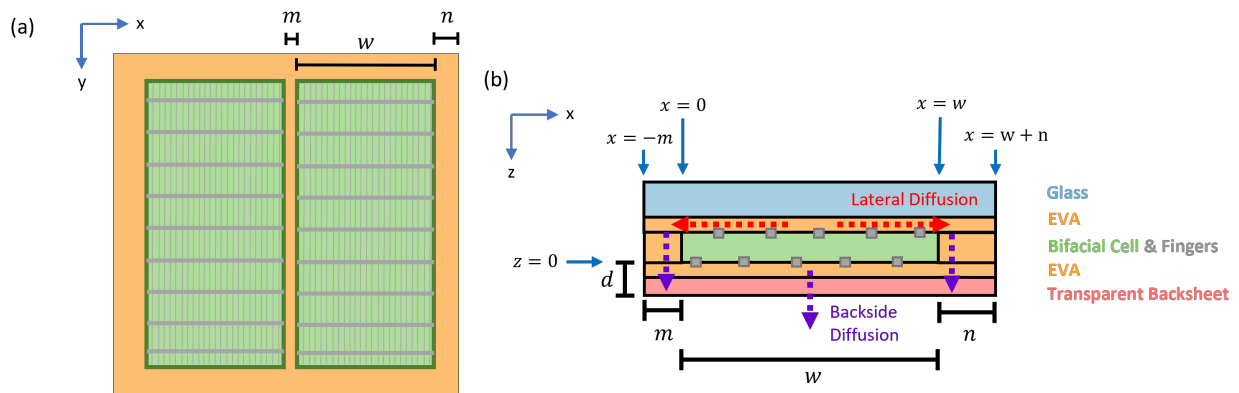 (a)
x
y
m
n
w
(b)
x
z
x = 0
x = w
x = −m
x = w + n
Lateral Diffusion
Glass
EVA
Bifacial Cell & Fingers
EVA
Transparent Backsheet
z = 0
d
Backside
Diffusion
m
n
w